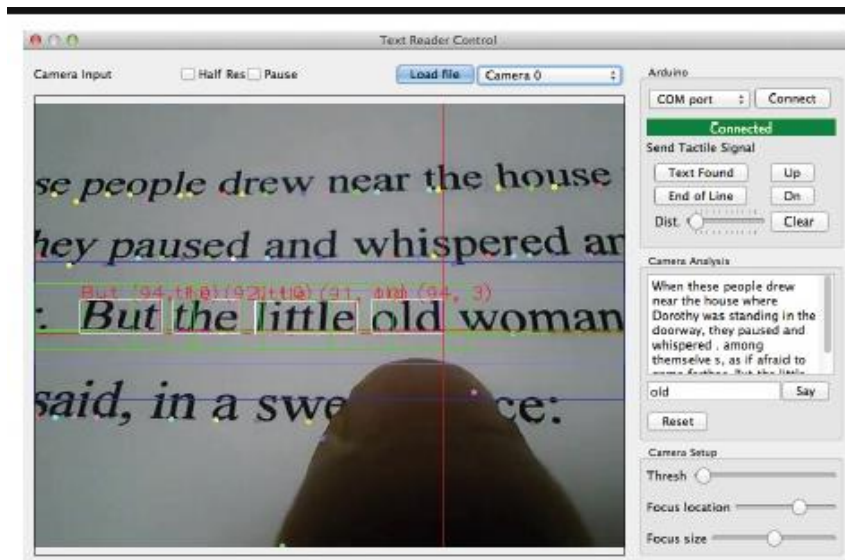 Text Reader Control
Camera Input
Half Res
Pause
Load file
Camera 0
se people drew near the house
hey paused and whispered an
: But the little old woman
said, in a swe ce:
Arduino
COM port
Connect
Connected
Send Tactile Signal
Text Found
Up
End of Line
Dn
Dist.
Clear
Camera Analysis
When these people drew
near the house where
Dorothy was standing in the
doorway, they paused and
whispered . among
themselve s, as if afraid to
old
Say
Reset
Camera Setup
Thresh
Focus location
Focus size